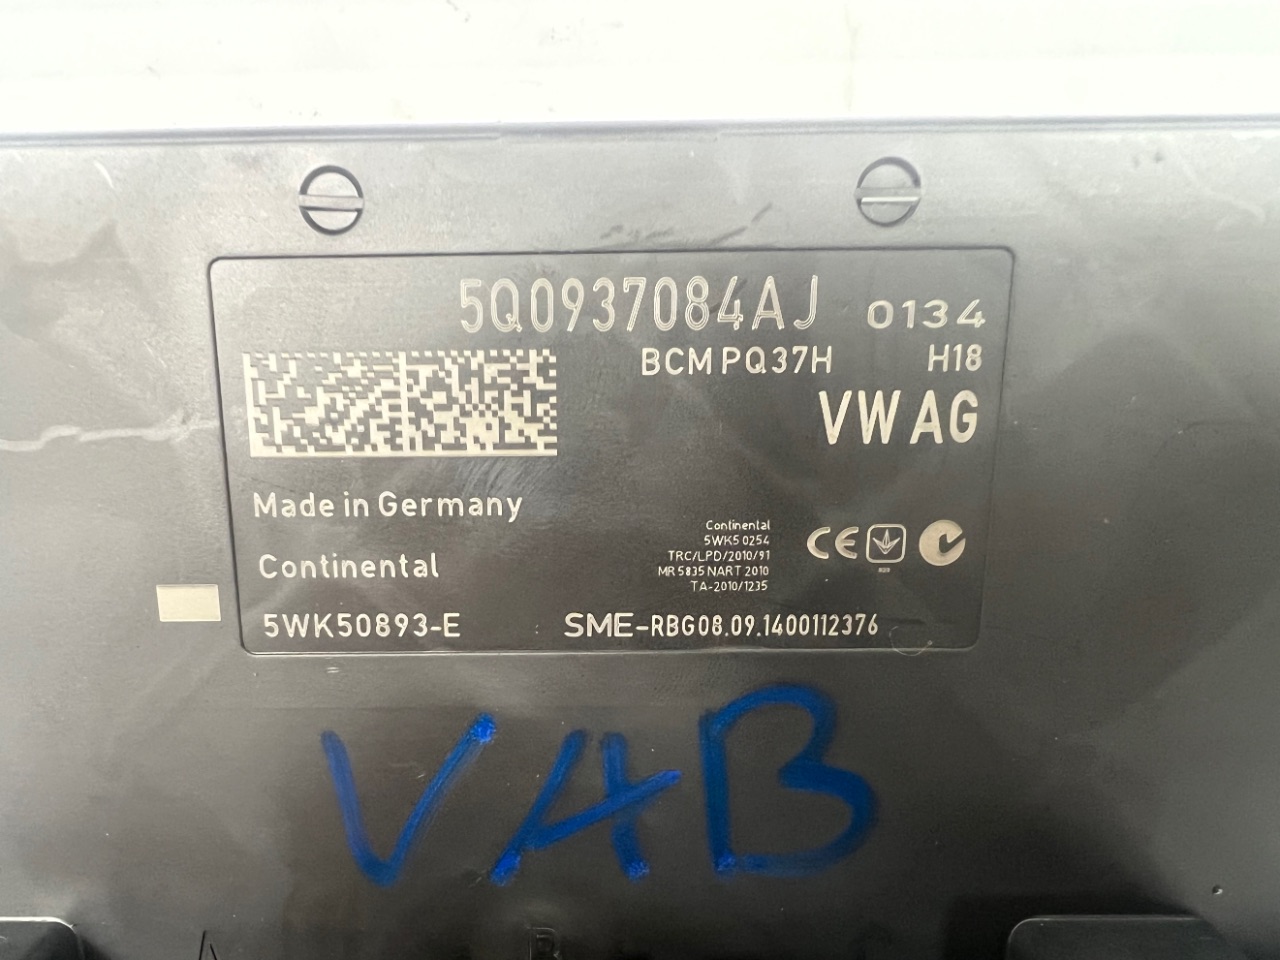 5Q0937084AJ 0134
BCM PQ37H H18
VW AG
Made in Germany
Continental
5WK50893-E
Continental
5WK5 0254
TRC/LPD/2010/91
MR 5835 NART 2010
TA-2010/1235
CE
SME-RBG08.09.1400112376
VAB
A B